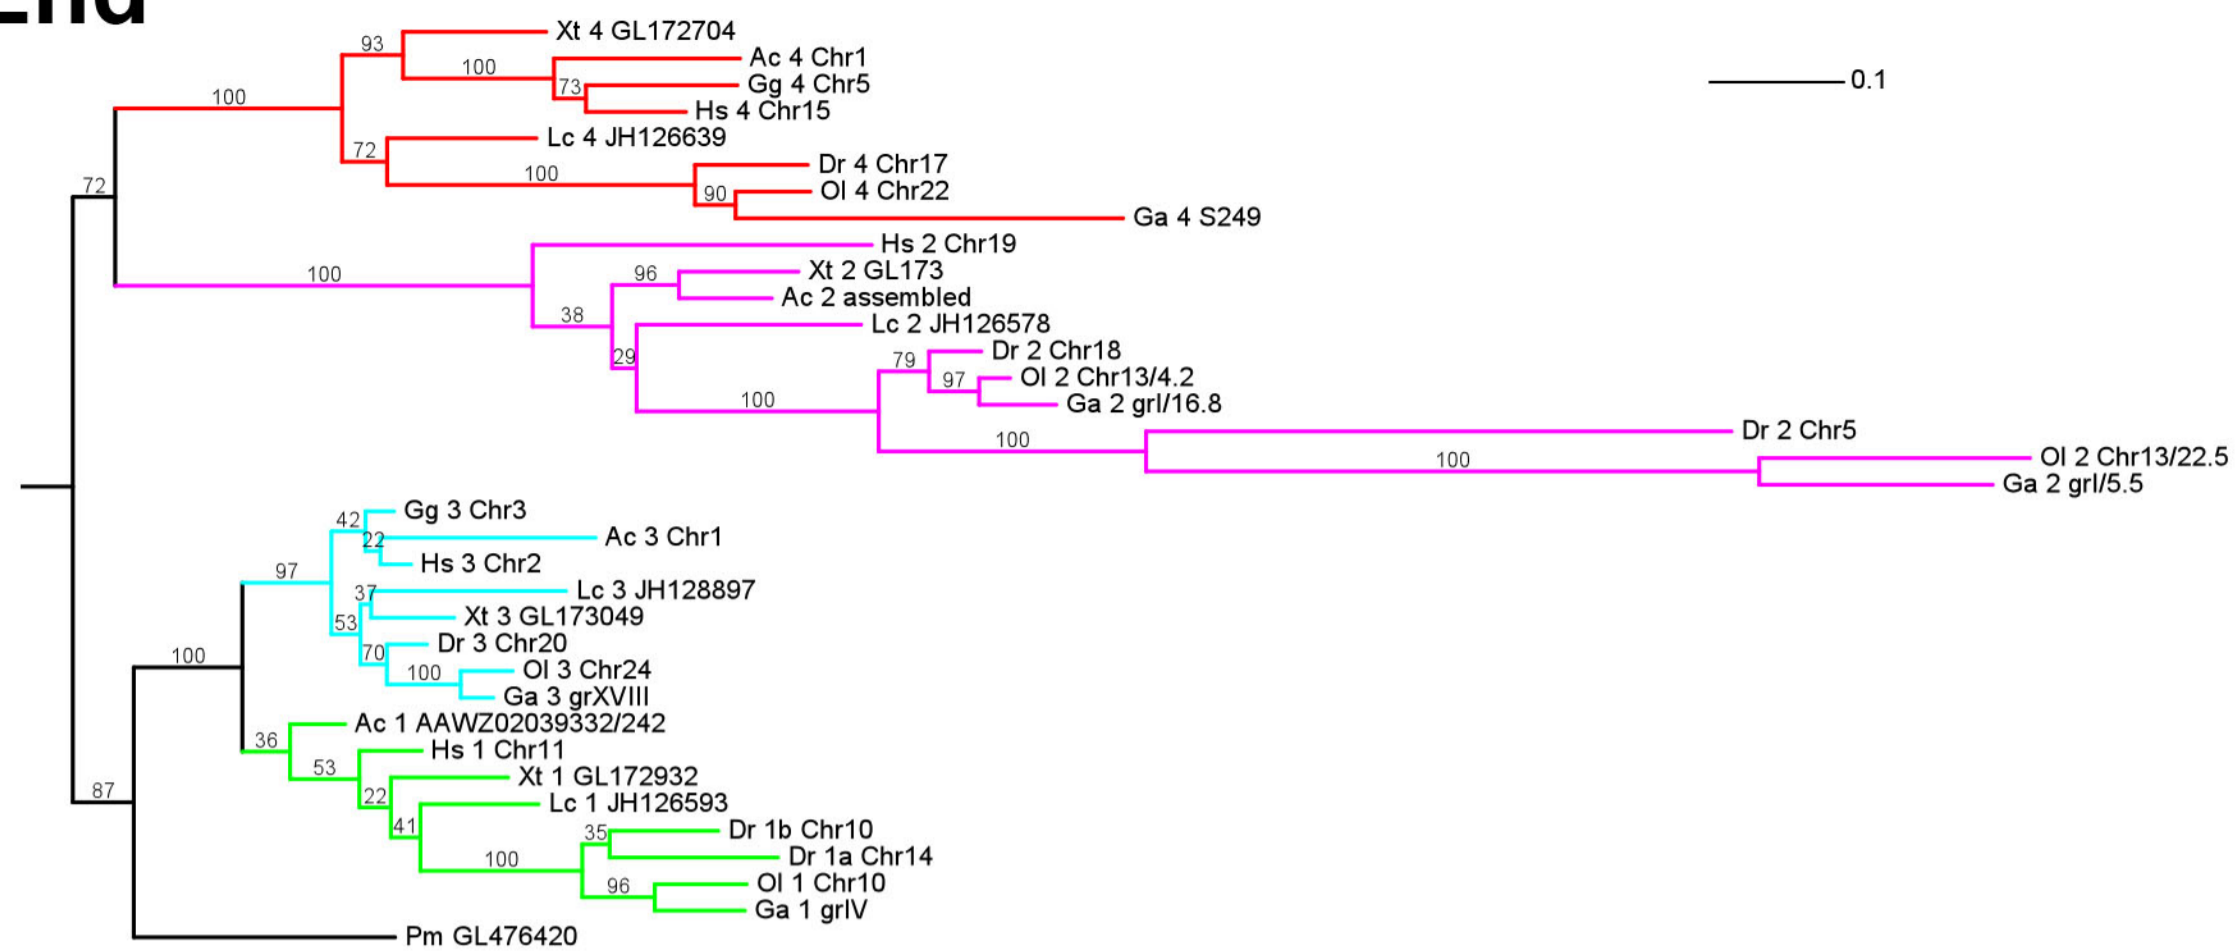 End
Xt 4 GL172704
93
Ac 4 Chr1
100
0.1
73
Gg 4 Chr5
100
Hs 4 Chr15
Lc 4 JH126639
72
Dr 4 Chr17
100
72
90
Ol 4 Chr22
Ga 4 S249
Hs 2 Chr19
100
96
Xt 2 GL173
Ac 2 assembled
38
Lc 2 JH126578
29
79
Dr 2 Chr18
97
Ol 2 Chr13/4.2
100
Ga 2 grI/16.8
100
Dr 2 Chr5
100
Ol 2 Chr13/22.5
Ga 2 grI/5.5
42
Gg 3 Chr3
22
Ac 3 Chr1
97
Hs 3 Chr2
37
Lc 3 JH128897
53
Xt 3 GL173049
100
70
Dr 3 Chr20
100
Ol 3 Chr24
Ga 3 grXVIII
Ac 1 AAWZ02039332/242
36
Hs 1 Chr11
53
Xt 1 GL172932
87
22
Lc 1 JH126593
41
35
Dr 1b Chr10
100
Dr 1a Chr14
96
Ol 1 Chr10
Ga 1 grIV
Pm GL476420